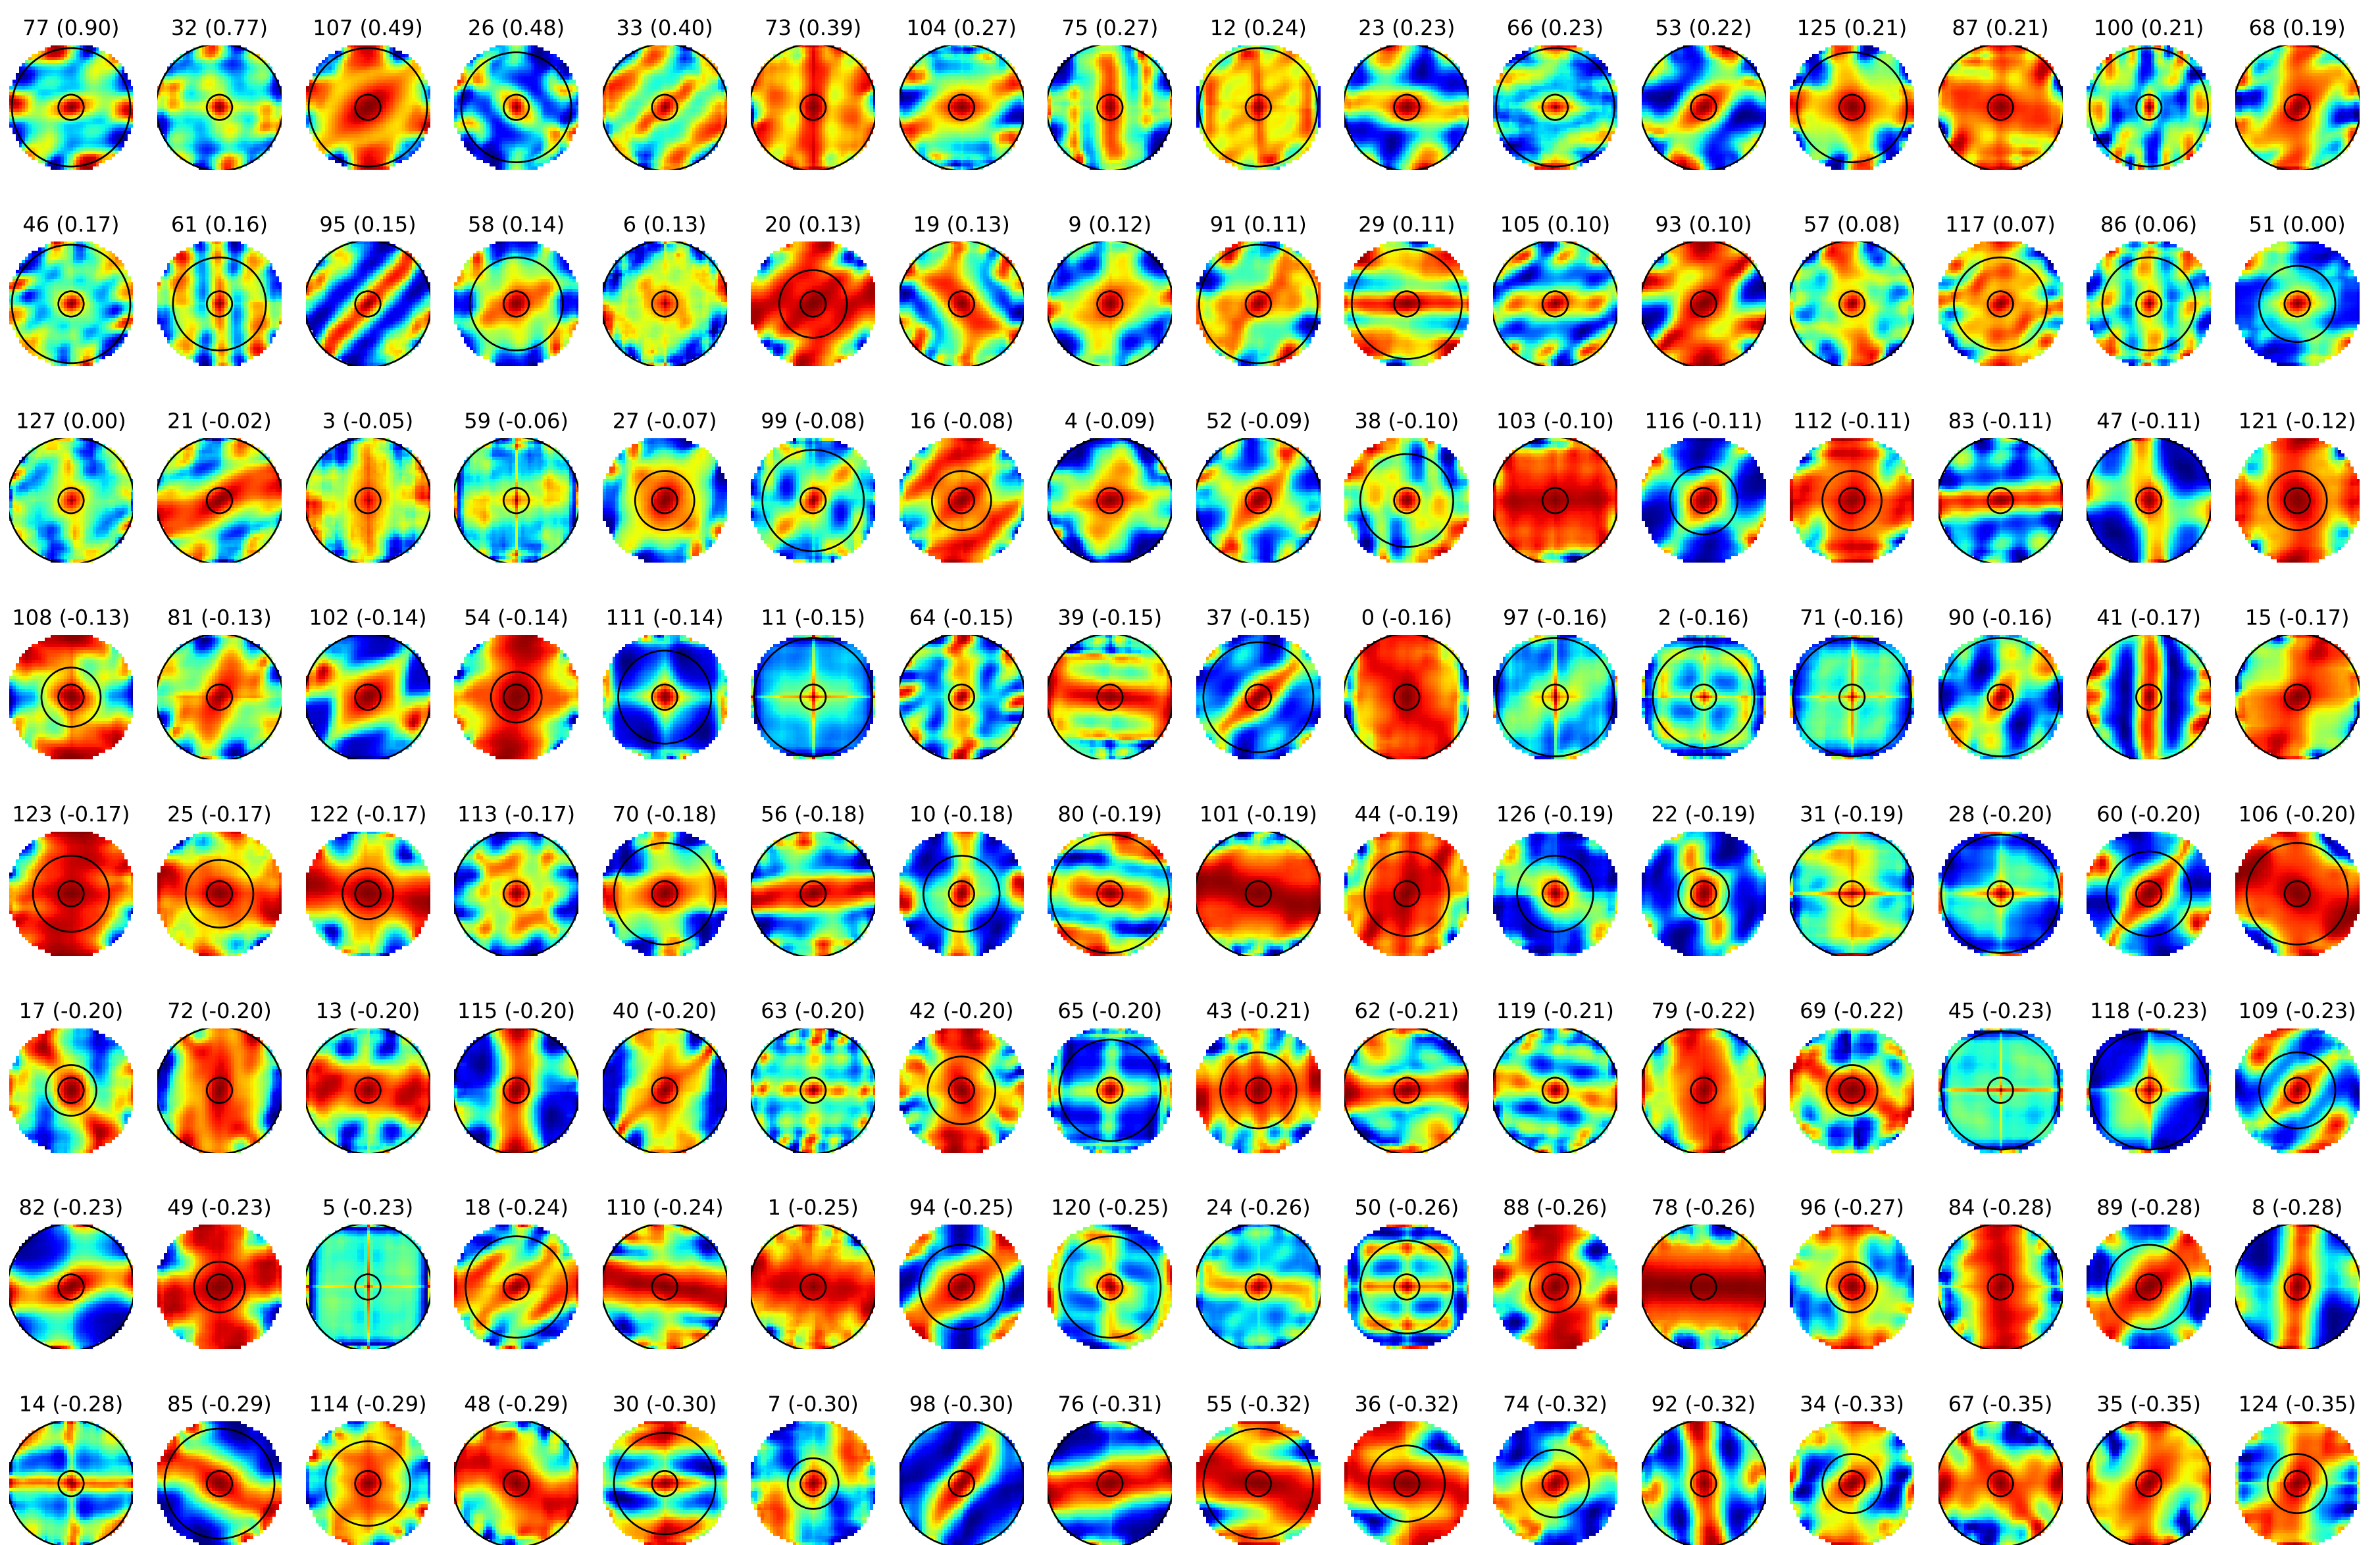 77 (0.90) 32 (0.77) 107 (0.49) 26 (0.48) 33 (0.40) 73 (0.39) 104 (0.27) 75 (0.27) 12 (0.24) 23 (0.23) 66 (0.23) 53 (0.22) 125 (0.21) 87 (0.21) 100 (0.21) 68 (0.19)
46 (0.17) 61 (0.16) 95 (0.15) 58 (0.14) 6 (0.13) 20 (0.13) 19 (0.13) 9 (0.12) 91 (0.11) 29 (0.11) 105 (0.10) 93 (0.10) 57 (0.08) 117 (0.07) 86 (0.06) 51 (0.00)
127 (0.00) 21 (-0.02) 3 (-0.05) 59 (-0.06) 27 (-0.07) 99 (-0.08) 16 (-0.08) 4 (-0.09) 52 (-0.09) 38 (-0.10) 103 (-0.10) 116 (-0.11) 112 (-0.11) 83 (-0.11) 47 (-0.11) 121 (-0.12)
108 (-0.13) 81 (-0.13) 102 (-0.14) 54 (-0.14) 111 (-0.14) 11 (-0.15) 64 (-0.15) 39 (-0.15) 37 (-0.15) 0 (-0.16) 97 (-0.16) 2 (-0.16) 71 (-0.16) 90 (-0.16) 41 (-0.17) 15 (-0.17)
123 (-0.17) 25 (-0.17) 122 (-0.17) 113 (-0.17) 70 (-0.18) 56 (-0.18) 10 (-0.18) 80 (-0.19) 101 (-0.19) 44 (-0.19) 126 (-0.19) 22 (-0.19) 31 (-0.19) 28 (-0.20) 60 (-0.20) 106 (-0.20)
17 (-0.20) 72 (-0.20) 13 (-0.20) 115 (-0.20) 40 (-0.20) 63 (-0.20) 42 (-0.20) 65 (-0.20) 43 (-0.21) 62 (-0.21) 119 (-0.21) 79 (-0.22) 69 (-0.22) 45 (-0.23) 118 (-0.23) 109 (-0.23)
82 (-0.23) 49 (-0.23) 5 (-0.23) 18 (-0.24) 110 (-0.24) 1 (-0.25) 94 (-0.25) 120 (-0.25) 24 (-0.26) 50 (-0.26) 88 (-0.26) 78 (-0.26) 96 (-0.27) 84 (-0.28) 89 (-0.28) 8 (-0.28)
14 (-0.28) 85 (-0.29) 114 (-0.29) 48 (-0.29) 30 (-0.30) 7 (-0.30) 98 (-0.30) 76 (-0.31) 55 (-0.32) 36 (-0.32) 74 (-0.32) 92 (-0.32) 34 (-0.33) 67 (-0.35) 35 (-0.35) 124 (-0.35)